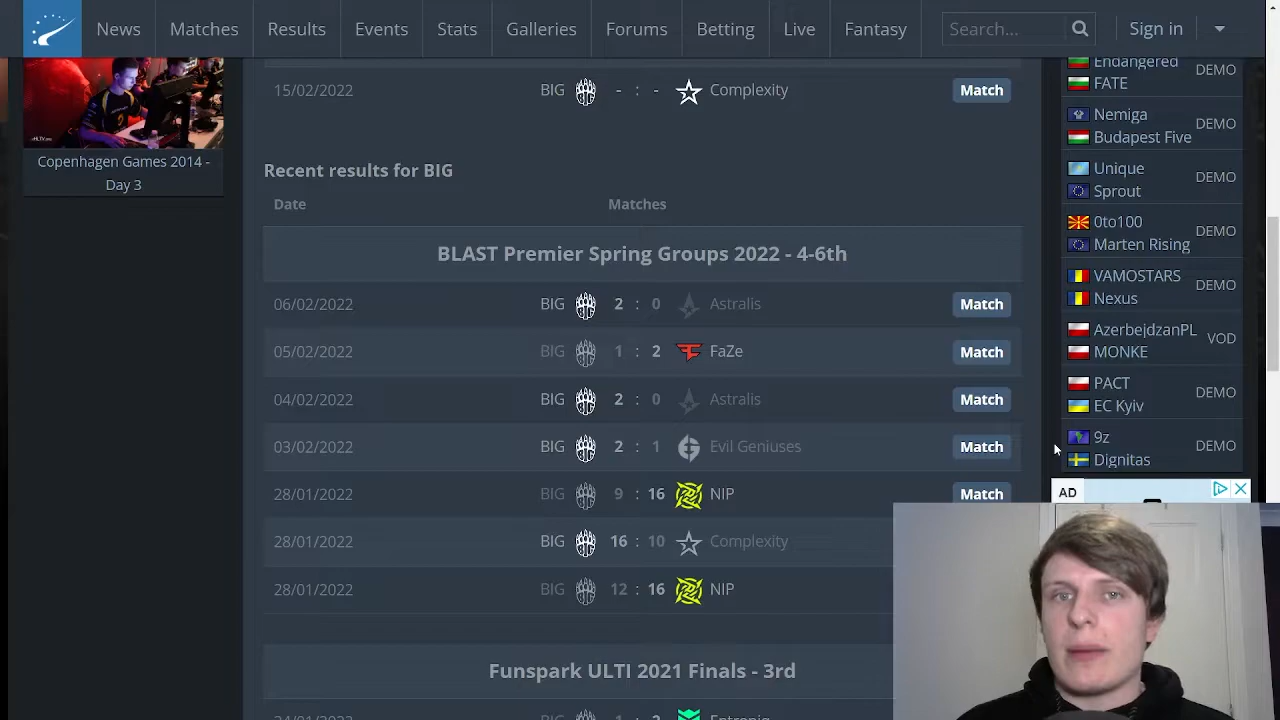 News Matches Results Events Stats Galleries Forums Betting Live Fantasy Search... Sign in
HLTV.org
Copenhagen Games 2014 -
Day 3
15/02/2022 BIG - : - Complexity Match
Recent results for BIG
Date Matches
BLAST Premier Spring Groups 2022 - 4-6th
06/02/2022 BIG 2 : 0 Astralis Match
05/02/2022 BIG 1 : 2 FaZe Match
04/02/2022 BIG 2 : 0 Astralis Match
03/02/2022 BIG 2 : 1 Evil Geniuses Match
28/01/2022 BIG 9 : 16 NIP Match
28/01/2022 BIG 16 : 10 Complexity
28/01/2022 BIG 12 : 16 NIP
Funspark ULTI 2021 Finals - 3rd
Endangered
FATE DEMO
Nemiga
Budapest Five DEMO
Unique
Sprout DEMO
0to100
Marten Rising DEMO
VAMOSTARS
Nexus DEMO
AzerbejdzanPL
MONKE VOD
PACT
EC Kyiv DEMO
9z
Dignitas DEMO
AD